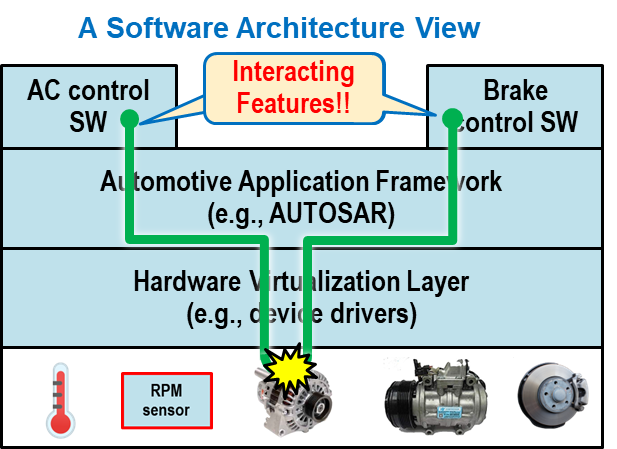 A Software Architecture View
AC control
SW
Interacting
Features!!
Brake
control SW
Automotive Application Framework
(e.g., AUTOSAR)
Hardware Virtualization Layer
(e.g., device drivers)
RPM
sensor